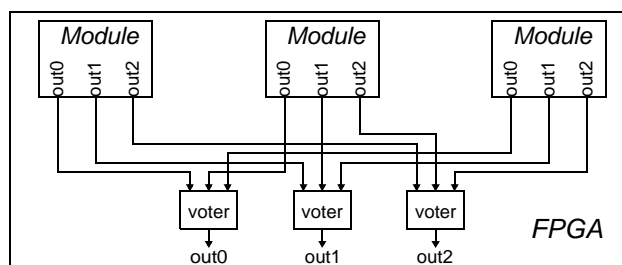 Module Module Module
out0 out1 out2 out0 out1 out2 out0 out1 out2
voter voter voter
FPGA
out0 out1 out2